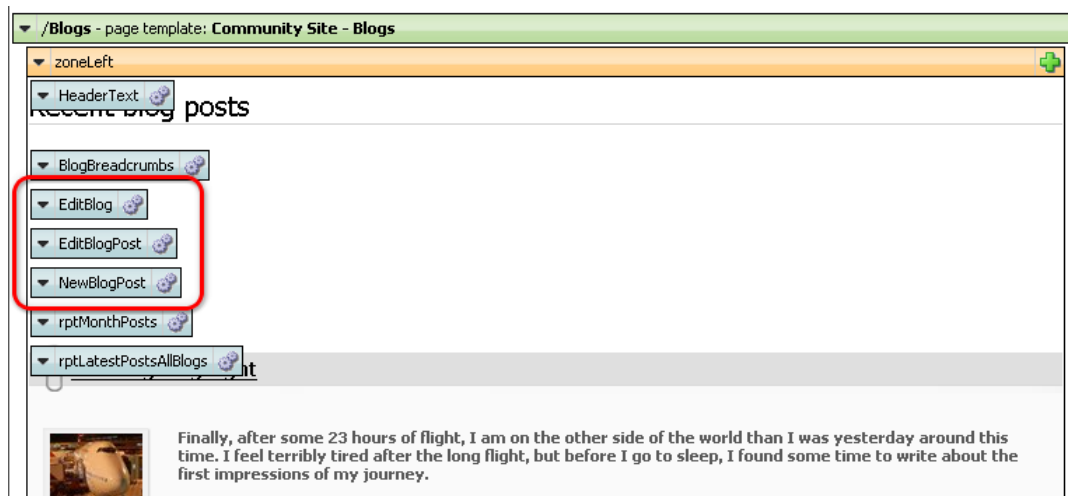 /Blogs - page template: Community Site - Blogs
zoneLeft
HeaderText
Recent blog posts
BlogBreadcrumbs
EditBlog
EditBlogPost
NewBlogPost
rptMonthPosts
rptLatestPostsAllBlogs
Finally, after some 23 hours of flight, I am on the other side of the world than I was yesterday around this
time. I feel terribly tired after the long flight, but before I go to sleep, I found some time to write about the
first impressions of my journey.